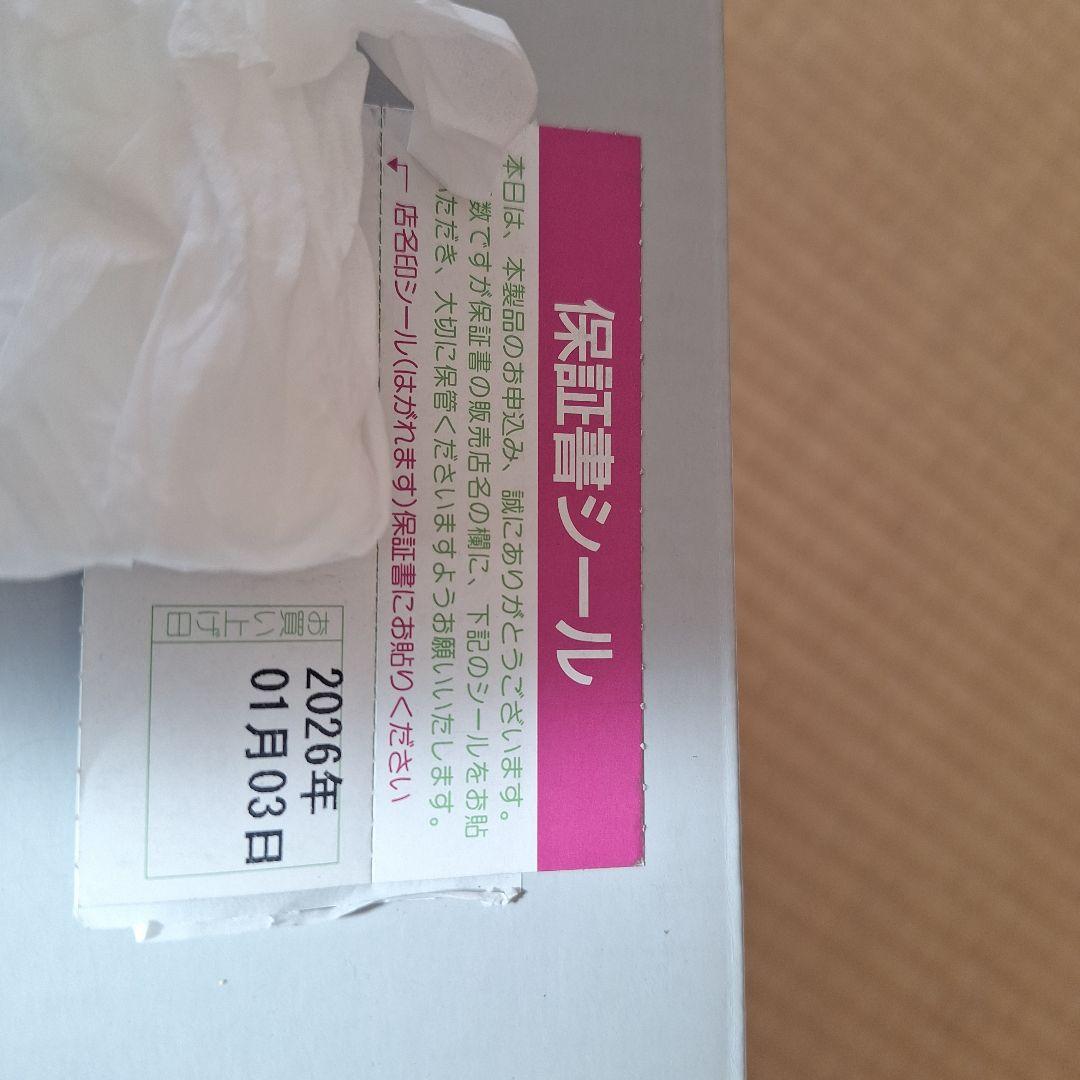 保証書シール
本日は、本製品のお申込み、誠にありがとうございます。
数ですが保証書の販売店名の欄に、下記のシールをお貼
いただき、大切に保管くださいますようお願いいたします。
店名印シール(はがれます)保証書にお貼りください
お買い上げ日
2026年
01月03日